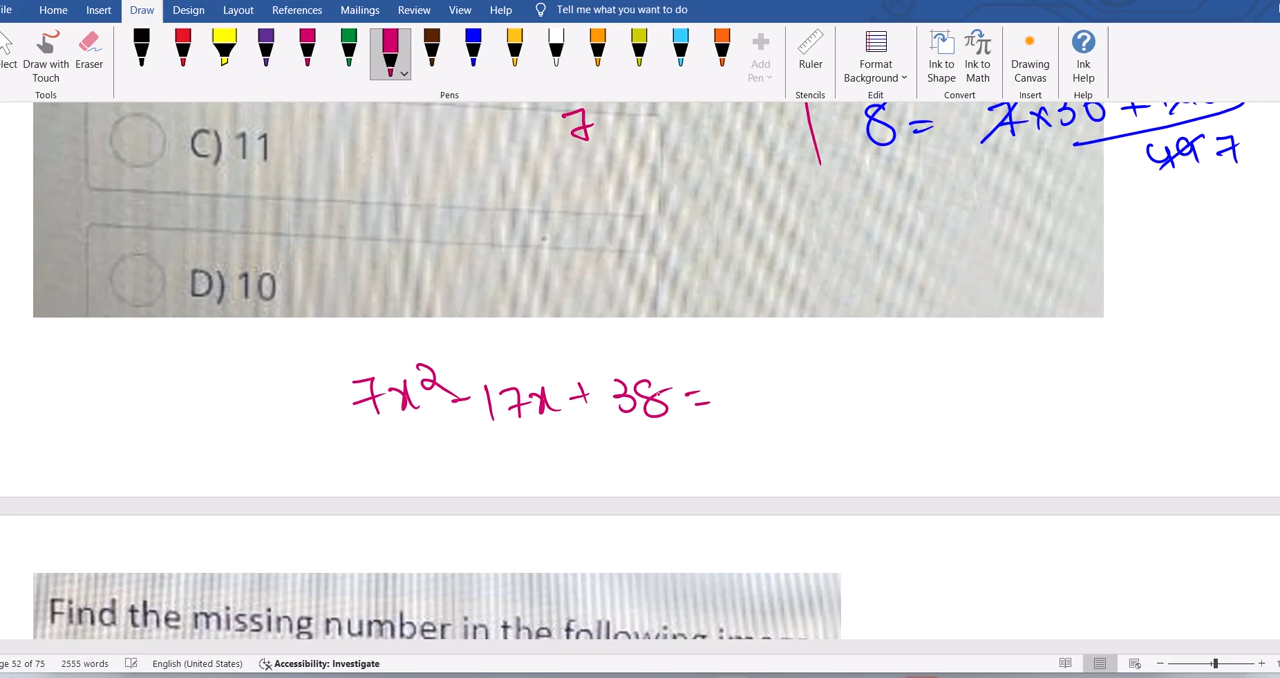 File Home Insert Draw Design Layout References Mailings Review View Help Tell me what you want to do
Draw with Touch Eraser Add Pen Ruler Format Background Ink to Shape Ink to Math Drawing Canvas Ink Help
Tools Pens Stencils Edit Convert Insert Help
7
8 = 7x30 +
497
C) 11
D) 10
7x² - 17x + 38 =
Find the missing number in the following
52 of 75 2555 words English (United States) Accessibility: Investigate